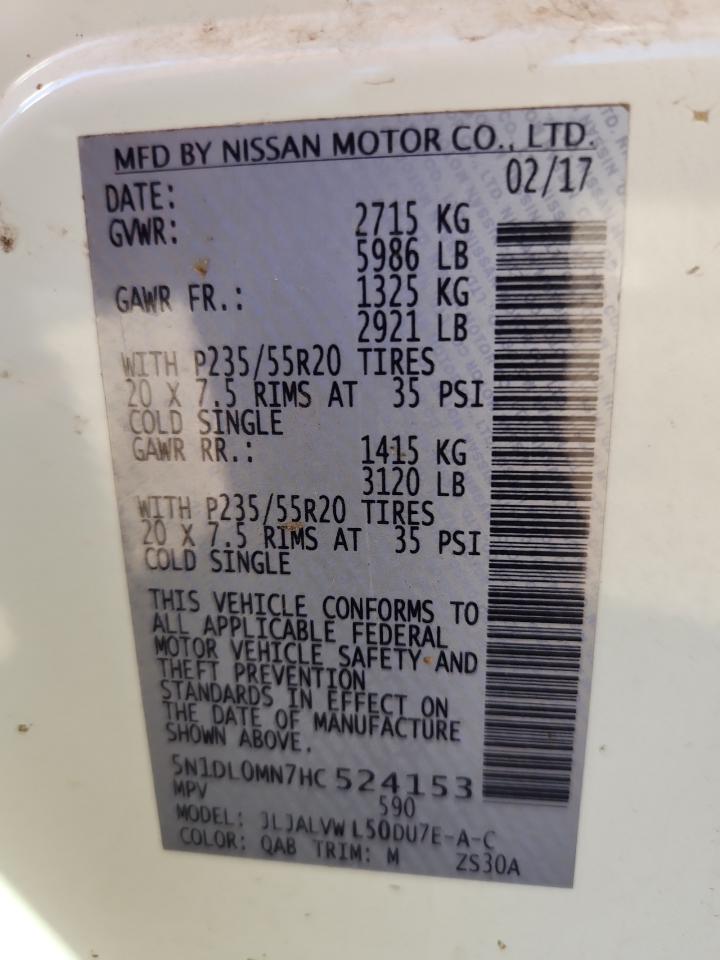 MFD BY NISSAN MOTOR CO., LTD.
DATE: 02/17
GVWR: 2715 KG
5986 LB
GAWR FR.: 1325 KG
2921 LB
WITH P235/55R20 TIRES
20 X 7.5 RIMS AT 35 PSI
COLD SINGLE
GAWR RR.: 1415 KG
3120 LB
WITH P235/55R20 TIRES
20 X 7.5 RIMS AT 35 PSI
COLD SINGLE
THIS VEHICLE CONFORMS TO
ALL APPLICABLE FEDERAL
MOTOR VEHICLE SAFETY AND
THEFT PREVENTION
STANDARDS IN EFFECT ON
THE DATE OF MANUFACTURE
SHOWN ABOVE.
5N1DL0MN7HC 524153
MPV 590
MODEL: JLJALVW L50DU7E-A-C
COLOR: QAB TRIM: M ZS30A